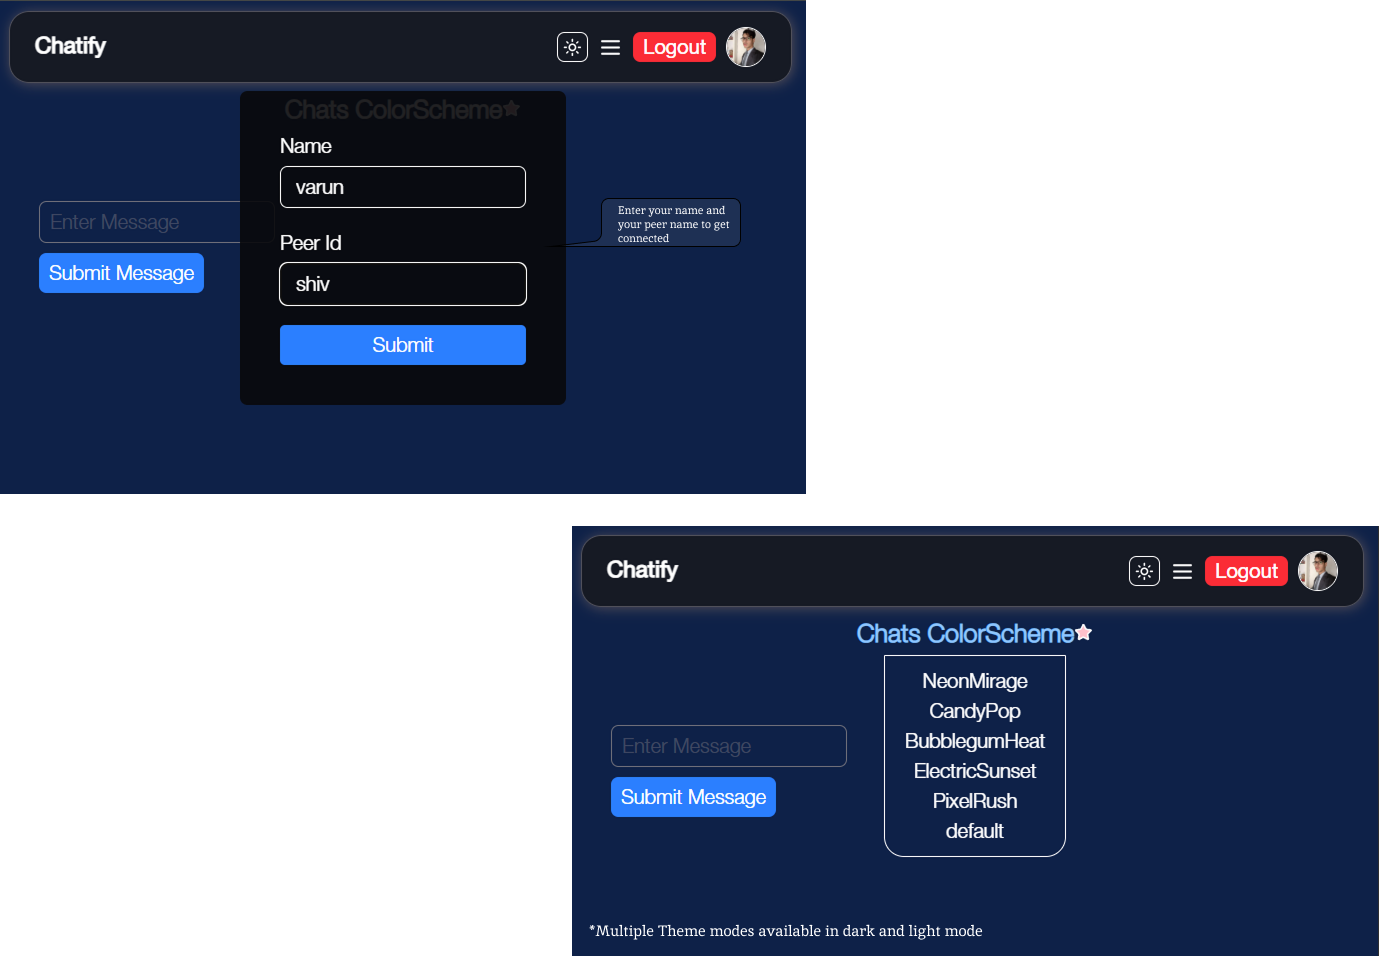 Chatify
Logout
Chats ColorScheme
Name
varun
Enter Message
Enter your name and
your peer name to get
connected
Peer Id
Submit Message
shiv
Submit
Chatify
Logout
Chats ColorScheme
NeonMirage
CandyPop
BubblegumHeat
Enter Message
ElectricSunset
Submit Message
PixelRush
default
*Multiple Theme modes available in dark and light mode